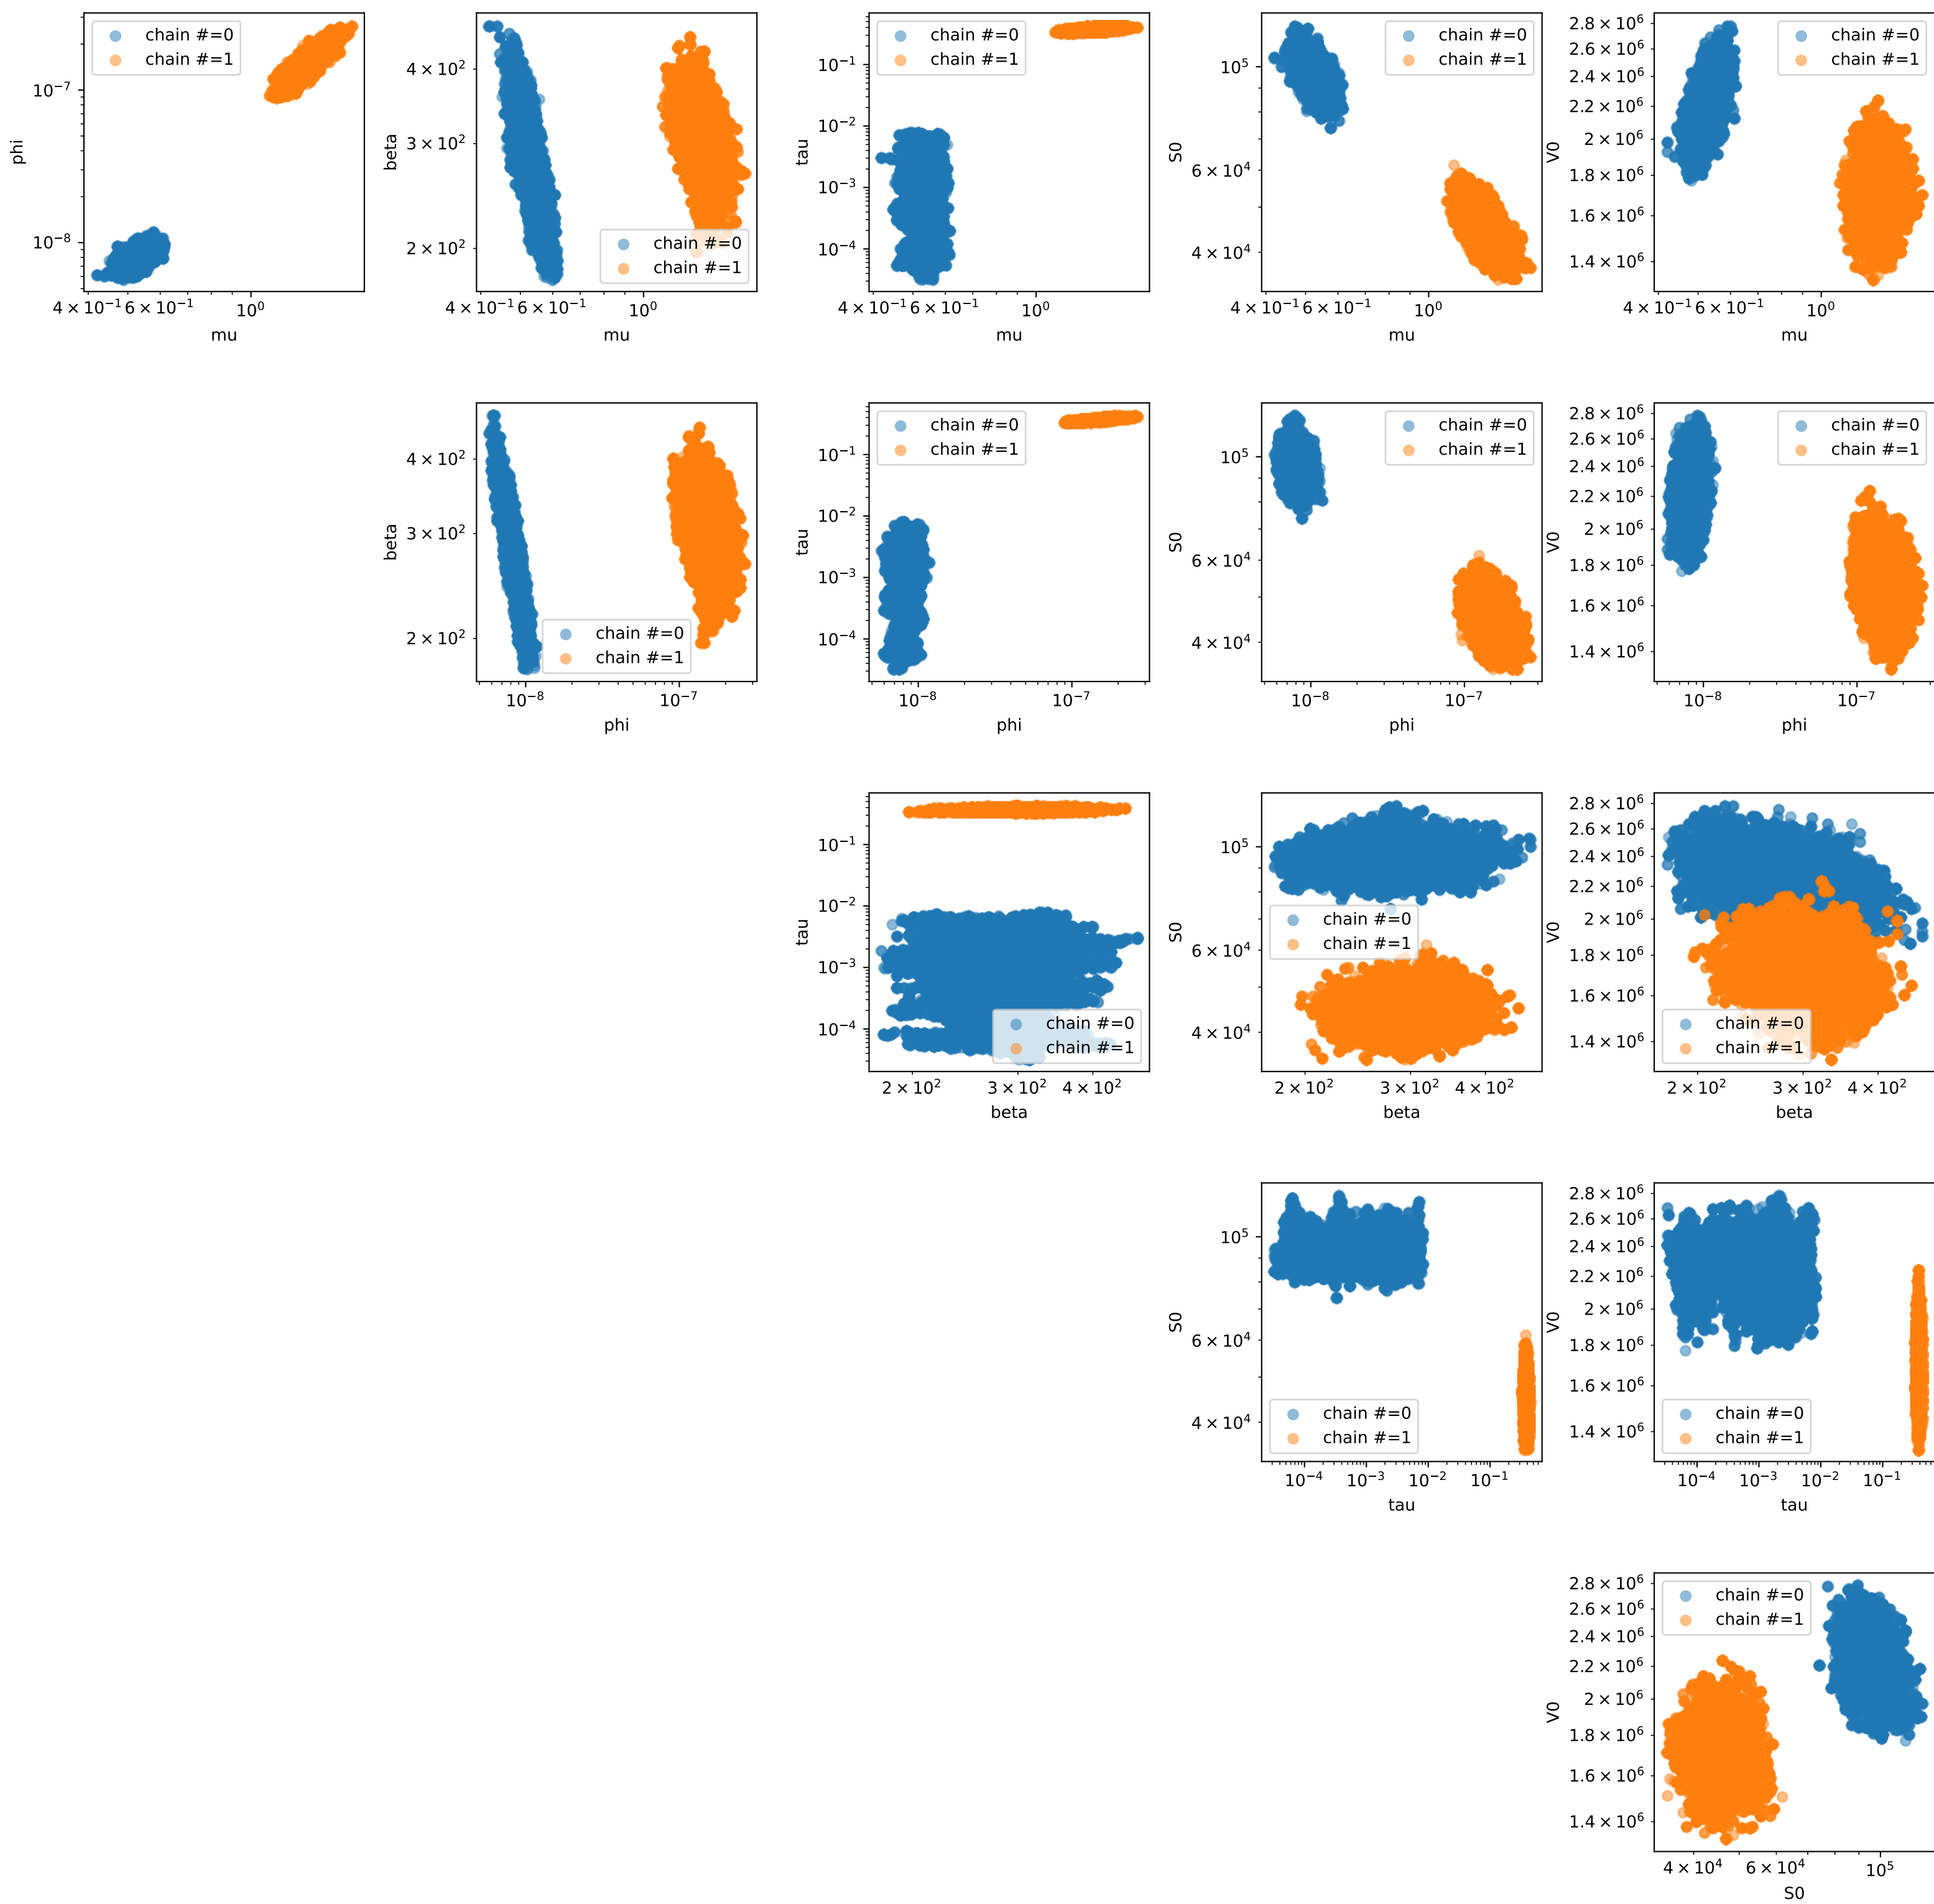 chain #=0
chain #=1
10⁻⁷
10⁻⁸
phi
4 × 10⁻¹ 6 × 10⁻¹ 10⁰
mu
4 × 10²
3 × 10²
2 × 10²
beta
chain #=0
chain #=1
4 × 10⁻¹ 6 × 10⁻¹ 10⁰
mu
chain #=0
chain #=1
10⁻¹
10⁻²
10⁻³
10⁻⁴
tau
4 × 10⁻¹ 6 × 10⁻¹ 10⁰
mu
chain #=0
chain #=1
10⁵
6 × 10⁴
4 × 10⁴
S0
4 × 10⁻¹ 6 × 10⁻¹ 10⁰
mu
chain #=0
chain #=1
2.8 × 10⁶
2.6 × 10⁶
2.4 × 10⁶
2.2 × 10⁶
2 × 10⁶
1.8 × 10⁶
1.6 × 10⁶
1.4 × 10⁶
V0
4 × 10⁻¹ 6 × 10⁻¹ 10⁰
mu
4 × 10²
3 × 10²
2 × 10²
beta
chain #=0
chain #=1
10⁻⁸ 10⁻⁷
phi
chain #=0
chain #=1
10⁻¹
10⁻²
10⁻³
10⁻⁴
tau
10⁻⁸ 10⁻⁷
phi
chain #=0
chain #=1
10⁵
6 × 10⁴
4 × 10⁴
S0
10⁻⁸ 10⁻⁷
phi
chain #=0
chain #=1
2.8 × 10⁶
2.6 × 10⁶
2.4 × 10⁶
2.2 × 10⁶
2 × 10⁶
1.8 × 10⁶
1.6 × 10⁶
1.4 × 10⁶
V0
10⁻⁸ 10⁻⁷
phi
10⁻¹
10⁻²
10⁻³
10⁻⁴
tau
chain #=0
chain #=1
2 × 10² 3 × 10² 4 × 10²
beta
10⁵
6 × 10⁴
4 × 10⁴
S0
chain #=0
chain #=1
2 × 10² 3 × 10² 4 × 10²
beta
2.8 × 10⁶
2.6 × 10⁶
2.4 × 10⁶
2.2 × 10⁶
2 × 10⁶
1.8 × 10⁶
1.6 × 10⁶
1.4 × 10⁶
V0
chain #=0
chain #=1
2 × 10² 3 × 10² 4 × 10²
beta
10⁵
6 × 10⁴
4 × 10⁴
S0
chain #=0
chain #=1
10⁻⁴ 10⁻³ 10⁻² 10⁻¹
tau
2.8 × 10⁶
2.6 × 10⁶
2.4 × 10⁶
2.2 × 10⁶
2 × 10⁶
1.8 × 10⁶
1.6 × 10⁶
1.4 × 10⁶
V0
chain #=0
chain #=1
10⁻⁴ 10⁻³ 10⁻² 10⁻¹
tau
chain #=0
chain #=1
2.8 × 10⁶
2.6 × 10⁶
2.4 × 10⁶
2.2 × 10⁶
2 × 10⁶
1.8 × 10⁶
1.6 × 10⁶
1.4 × 10⁶
V0
4 × 10⁴ 6 × 10⁴ 10⁵
S0